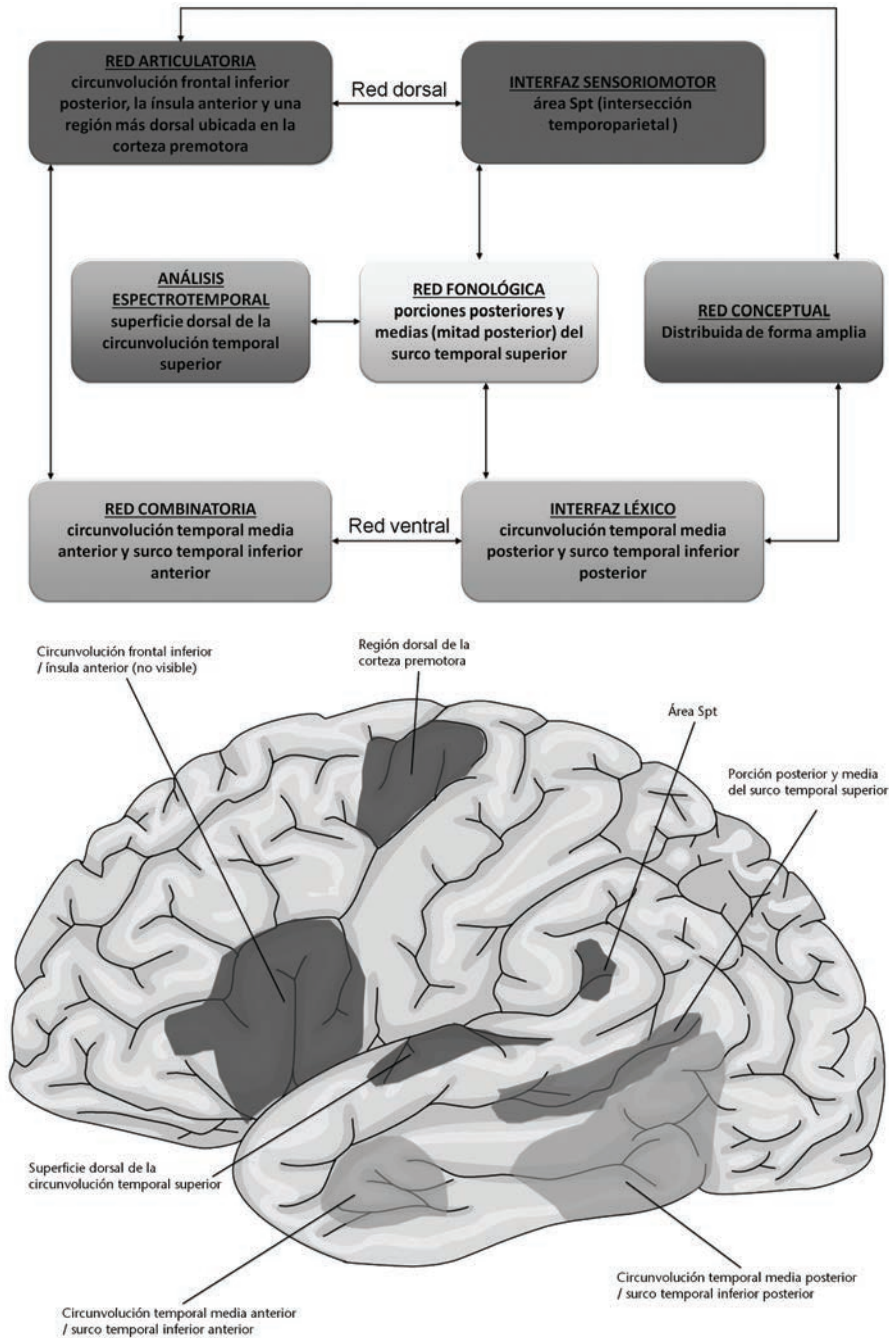 RED ARTICULATORIA
circunvolución frontal inferior
posterior, la ínsula anterior y una
región más dorsal ubicada en la
corteza premotora
Red dorsal
INTERFAZ SENSORIOMOTOR
área Spt (intersección
temporoparietal )
ANÁLISIS
ESPECTROTEMPORAL
superficie dorsal de la
circunvolución temporal
superior
RED FONOLÓGICA
porciones posteriores y
medias (mitad posterior) del
surco temporal superior
RED CONCEPTUAL
Distribuida de forma amplia
RED COMBINATORIA
circunvolución temporal media
anterior y surco temporal inferior
anterior
Red ventral
INTERFAZ LÉXICO
circunvolución temporal media
posterior y surco temporal inferior
posterior
Circunvolución frontal inferior
/ ínsula anterior (no visible)
Región dorsal de la
corteza premotora
Área Spt
Porción posterior y media
del surco temporal superior
Superficie dorsal de la
circunvolución temporal superior
Circunvolución temporal media anterior
/ surco temporal inferior anterior
Circunvolución temporal media posterior
/ surco temporal inferior posterior